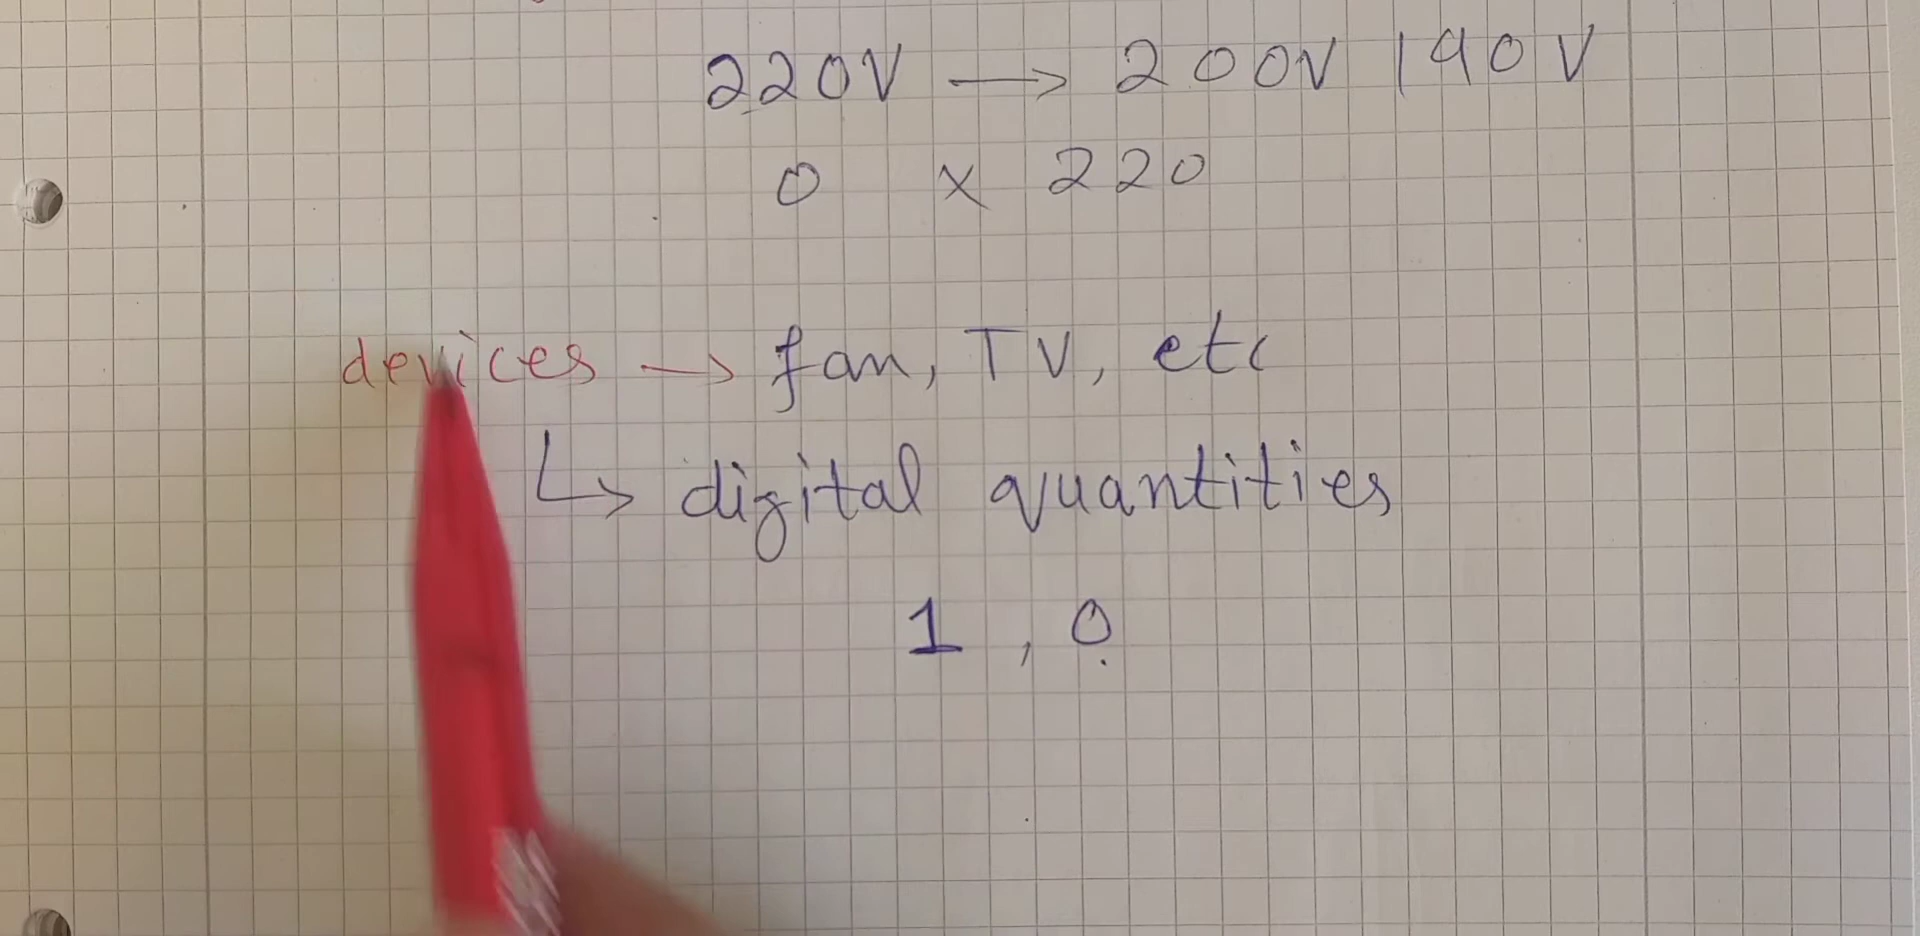 220V → 200V 190V
0 x 220
devices → fan, TV, etc
↳ digital quantities
1 , 0